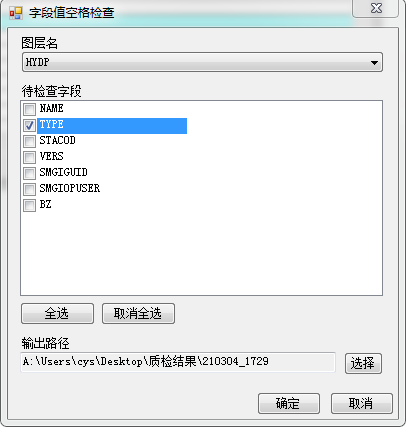 字段值空格检查
图层名
HYDP
待检查字段
NAME
TYPE
STACOD
VERS
SMGIGUID
SMGIOPUSER
BZ
全选 取消全选
输出路径
A:\Users\cys\Desktop\质检结果\210304_1729 选择
确定 取消